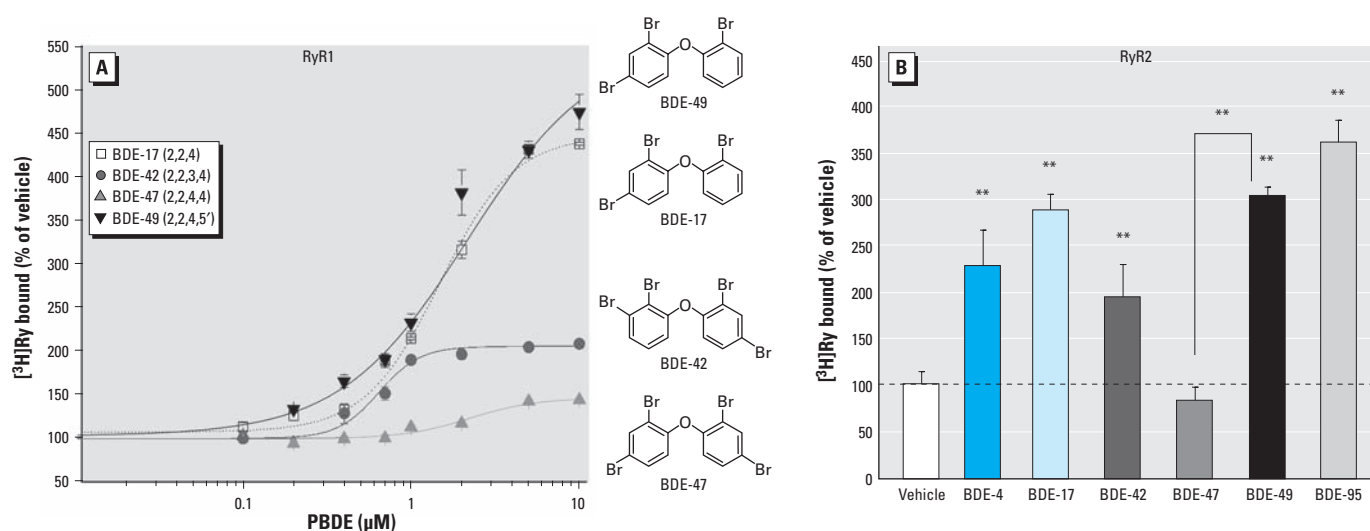 A
RyR1
[³H]Ry bound (% of vehicle)
550
500
450
400
350
300
250
200
150
100
50
BDE-17 (2,2,4)
BDE-42 (2,2,3,4)
BDE-47 (2,2,4,4)
BDE-49 (2,2,4,5′)
0.1
1
10
PBDE (µM)
Br
Br
O
Br
BDE-49
Br
Br
O
Br
BDE-17
Br
Br
O
Br
Br
BDE-42
Br
Br
O
Br
Br
BDE-47
B
RyR2
[³H]Ry bound (% of vehicle)
450
400
350
300
250
200
150
100
50
0
**
**
**
**
**
**
Vehicle BDE-4 BDE-17 BDE-42 BDE-47 BDE-49 BDE-95